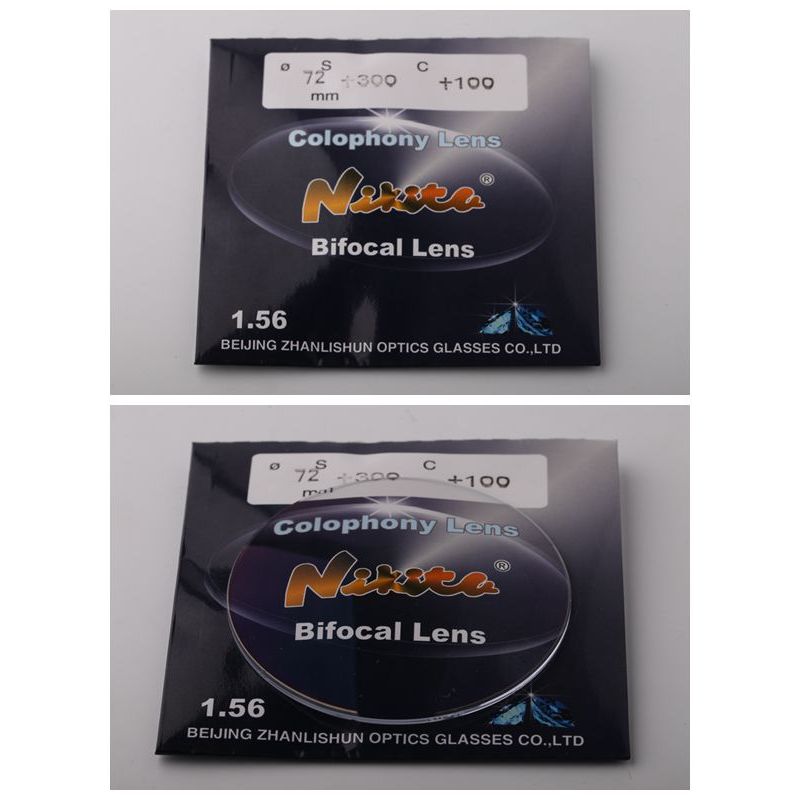 ø S C
72 +300 +100
mm
Colophony Lens
Nikita®
Bifocal Lens
1.56
BEIJING ZHANLISHUN OPTICS GLASSES CO.,LTD
ø S C
72 +300 +100
Colophony Lens
Nikita®
Bifocal Lens
1.56
BEIJING ZHANLISHUN OPTICS GLASSES CO.,LTD